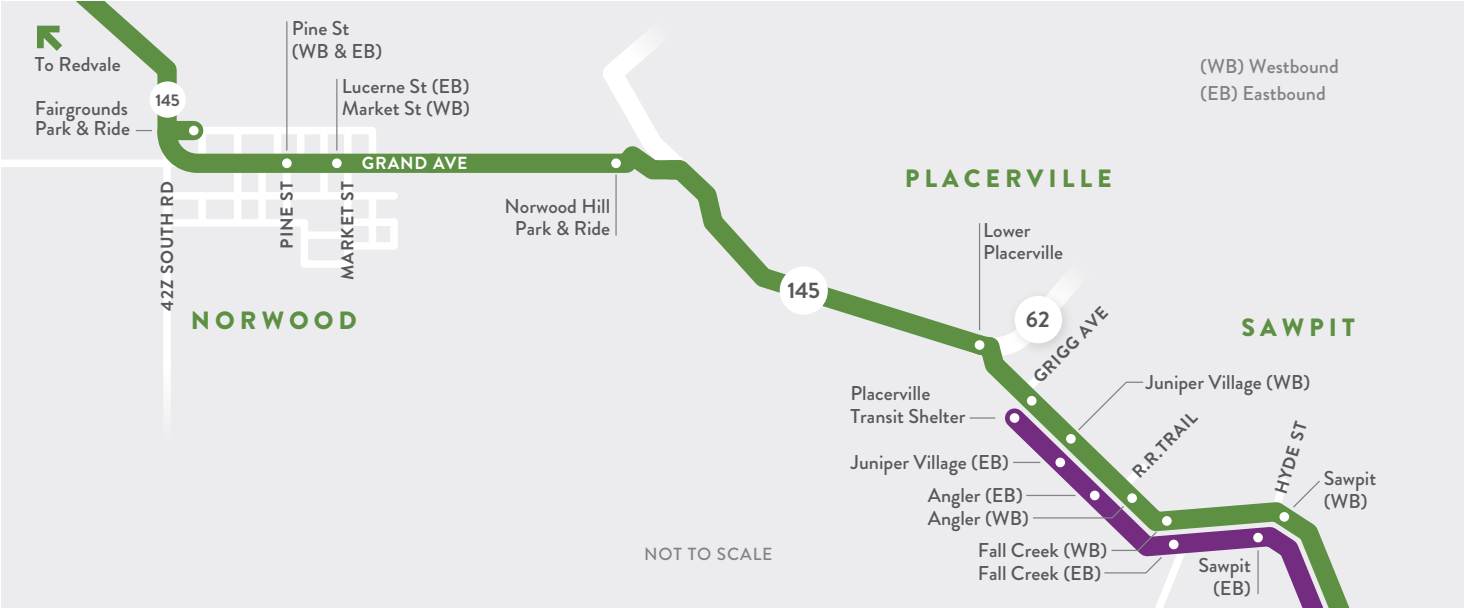 To Redvale
145
Fairgrounds
Park & Ride
Pine St
(WB & EB)
Lucerne St (EB)
Market St (WB)
GRAND AVE
42Z SOUTH RD
PINE ST
MARKET ST
NORWOOD
Norwood Hill
Park & Ride
(WB) Westbound
(EB) Eastbound
PLACERVILLE
Lower
Placerville
145
62
GRIGG AVE
SAWPIT
Placerville
Transit Shelter
Juniper Village (WB)
Juniper Village (EB)
R.R.TRAIL
HYDE ST
Angler (EB)
Angler (WB)
Sawpit
(WB)
Fall Creek (WB)
Fall Creek (EB)
Sawpit
(EB)
NOT TO SCALE